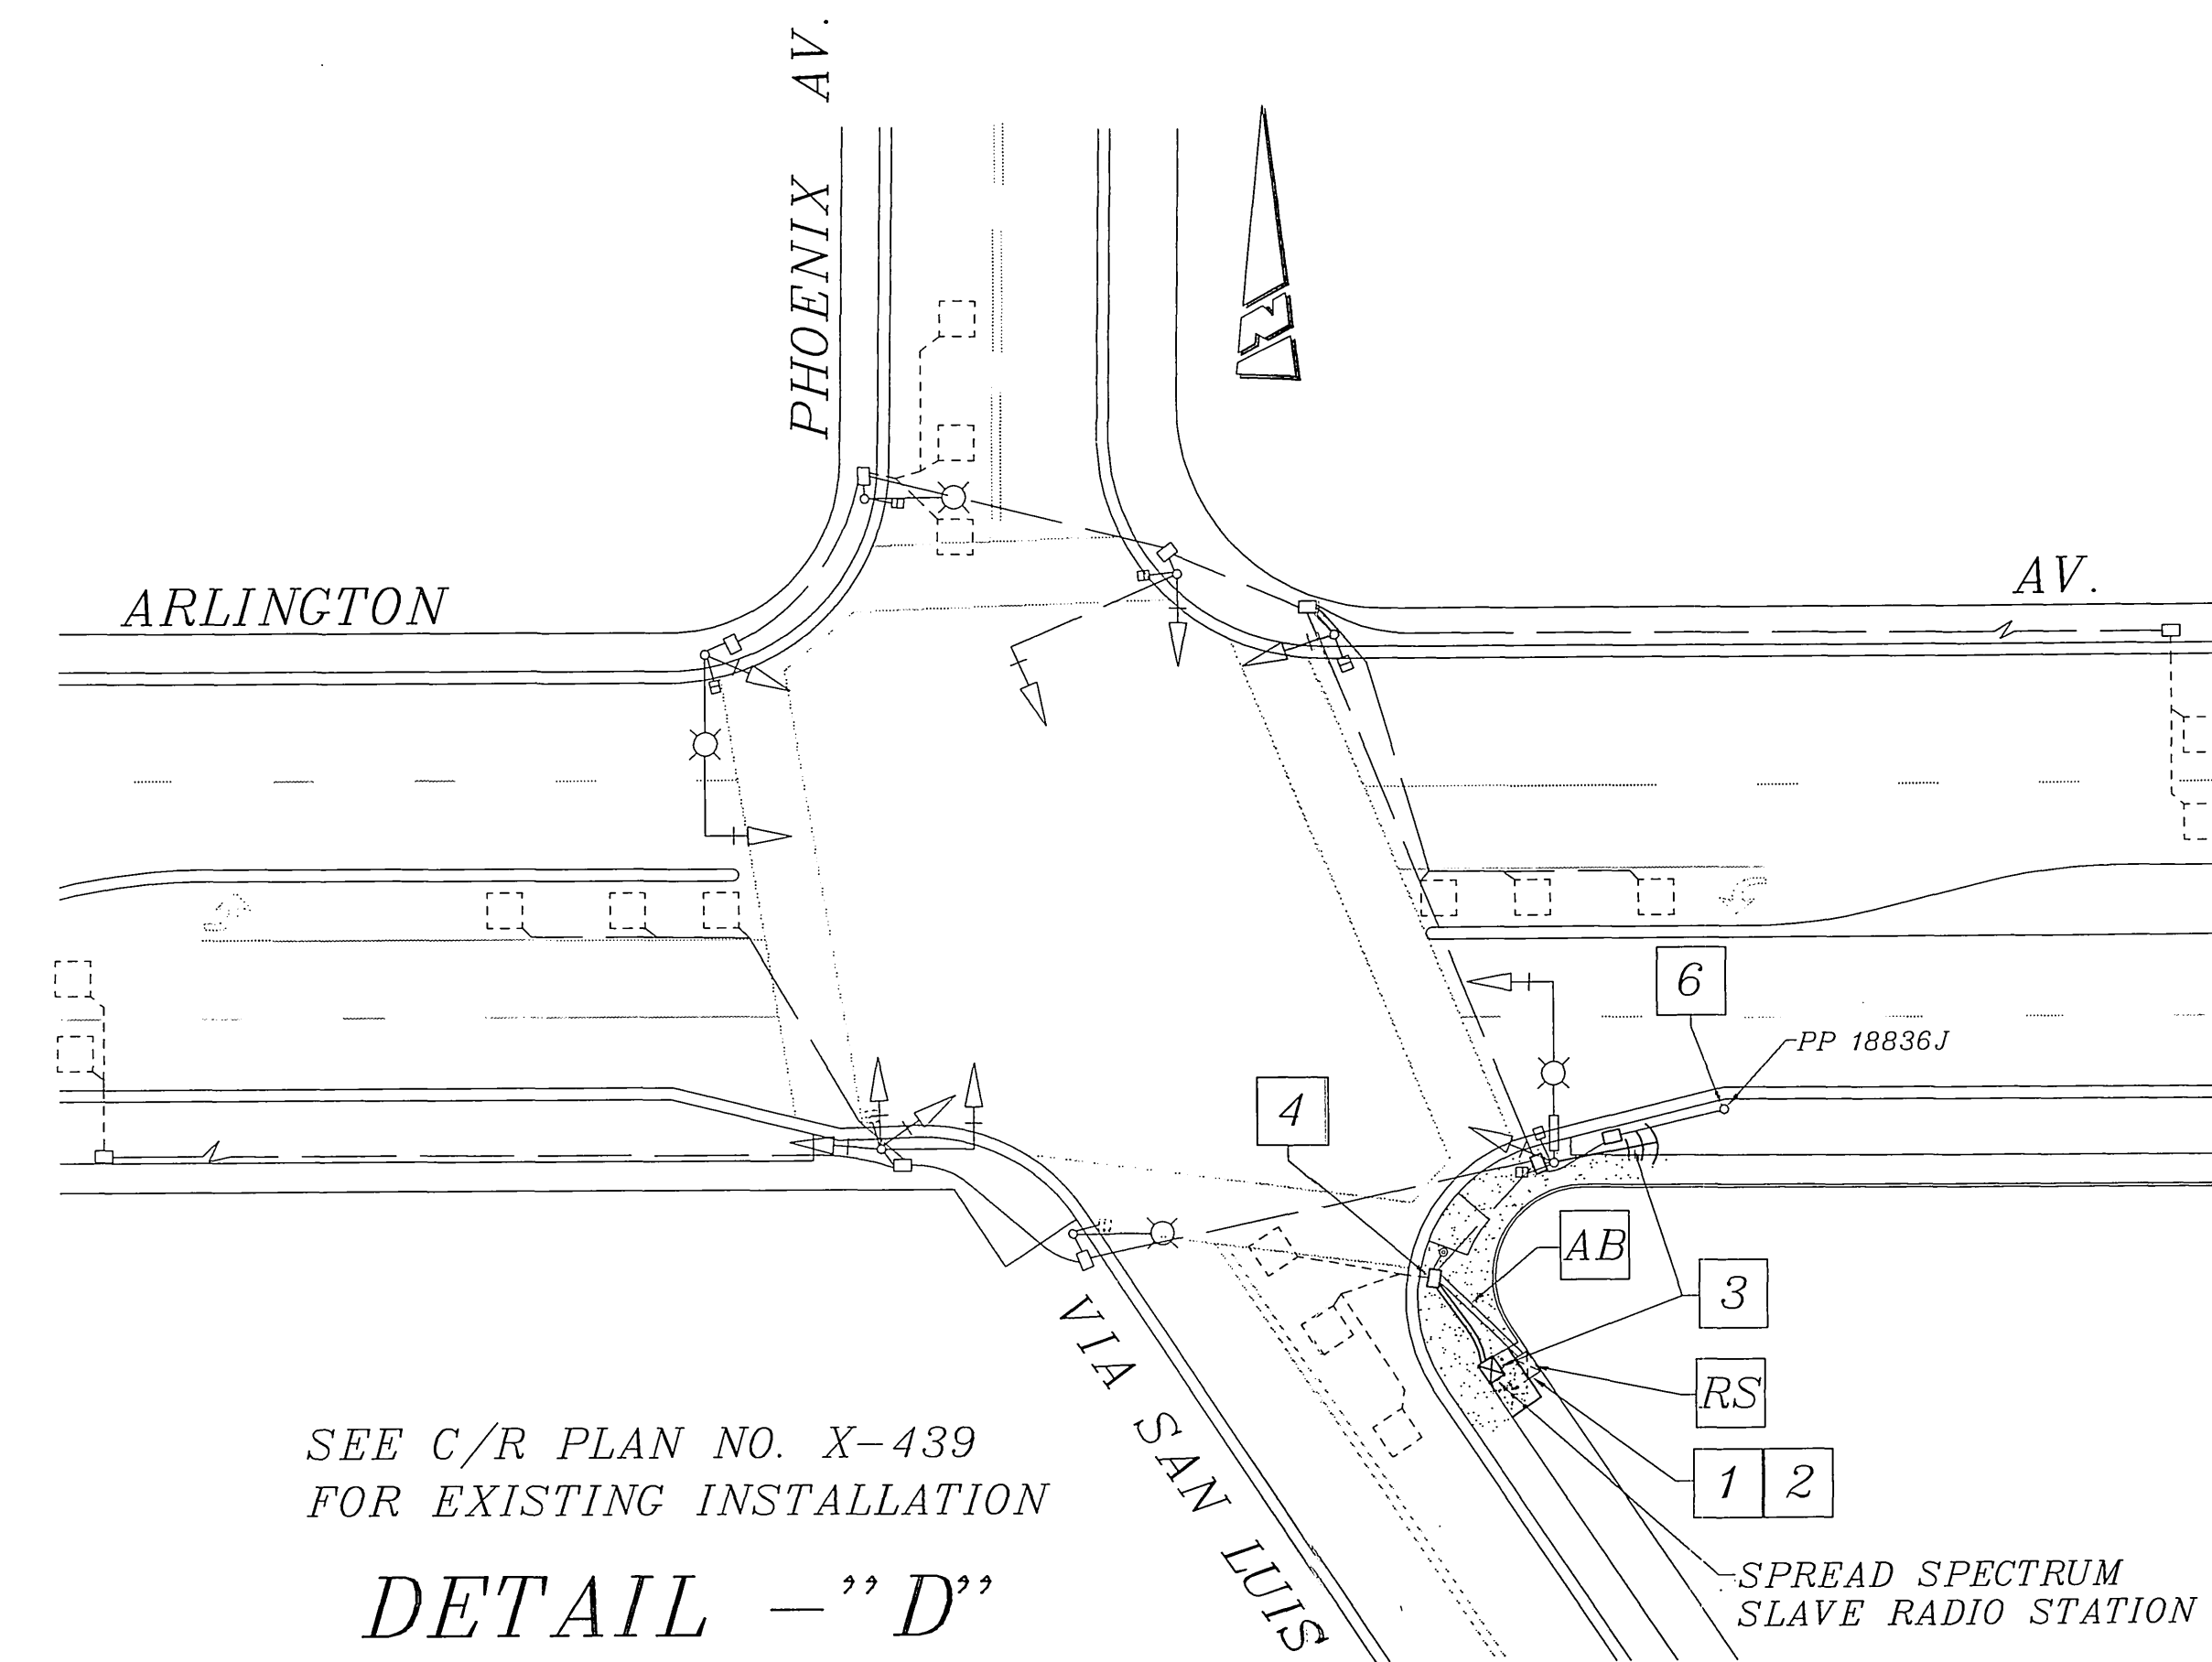 PHOENIX AV.
N
ARLINGTON
AV.
6
PP 18836J
4
AB
3
RS
1 2
VIA SAN LUIS
SEE C/R PLAN NO. X-439
FOR EXISTING INSTALLATION
DETAIL -"D"
SPREAD SPECTRUM
SLAVE RADIO STATION